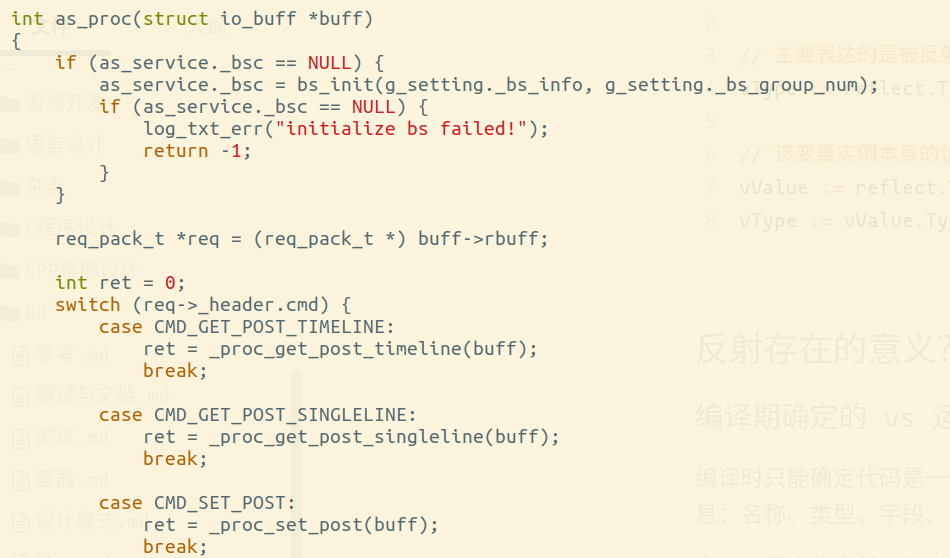 int as_proc(struct io_buff *buff)
{
    if (as_service._bsc == NULL) {
        as_service._bsc = bs_init(g_setting._bs_info, g_setting._bs_group_num);
        if (as_service._bsc == NULL) {
            log_txt_err("initialize bs failed!");
            return -1;
        }
    }

    req_pack_t *req = (req_pack_t *) buff->rbuff;

    int ret = 0;
    switch (req->_header.cmd) {
        case CMD_GET_POST_TIMELINE:
            ret = _proc_get_post_timeline(buff);
            break;

        case CMD_GET_POST_SINGLELINE:
            ret = _proc_get_post_singleline(buff);
            break;

        case CMD_SET_POST:
            ret = _proc_set_post(buff);
            break;
文件 大纲
游戏开发
语言设计
杂类
C程序设计
CPP程序设计
GO
参考.md
测试与文档.md
调试.md
容器.md
设计模式.md
2
3 // 主要表达的是被反射
reflect.T
5
6 // 该变量实例本身的
7 vValue := reflect.
8 vType := vValue.Ty
反射存在的意义?
编译期确定的 vs 运
编译时只能确定代码是一
息：名称、类型、字段、